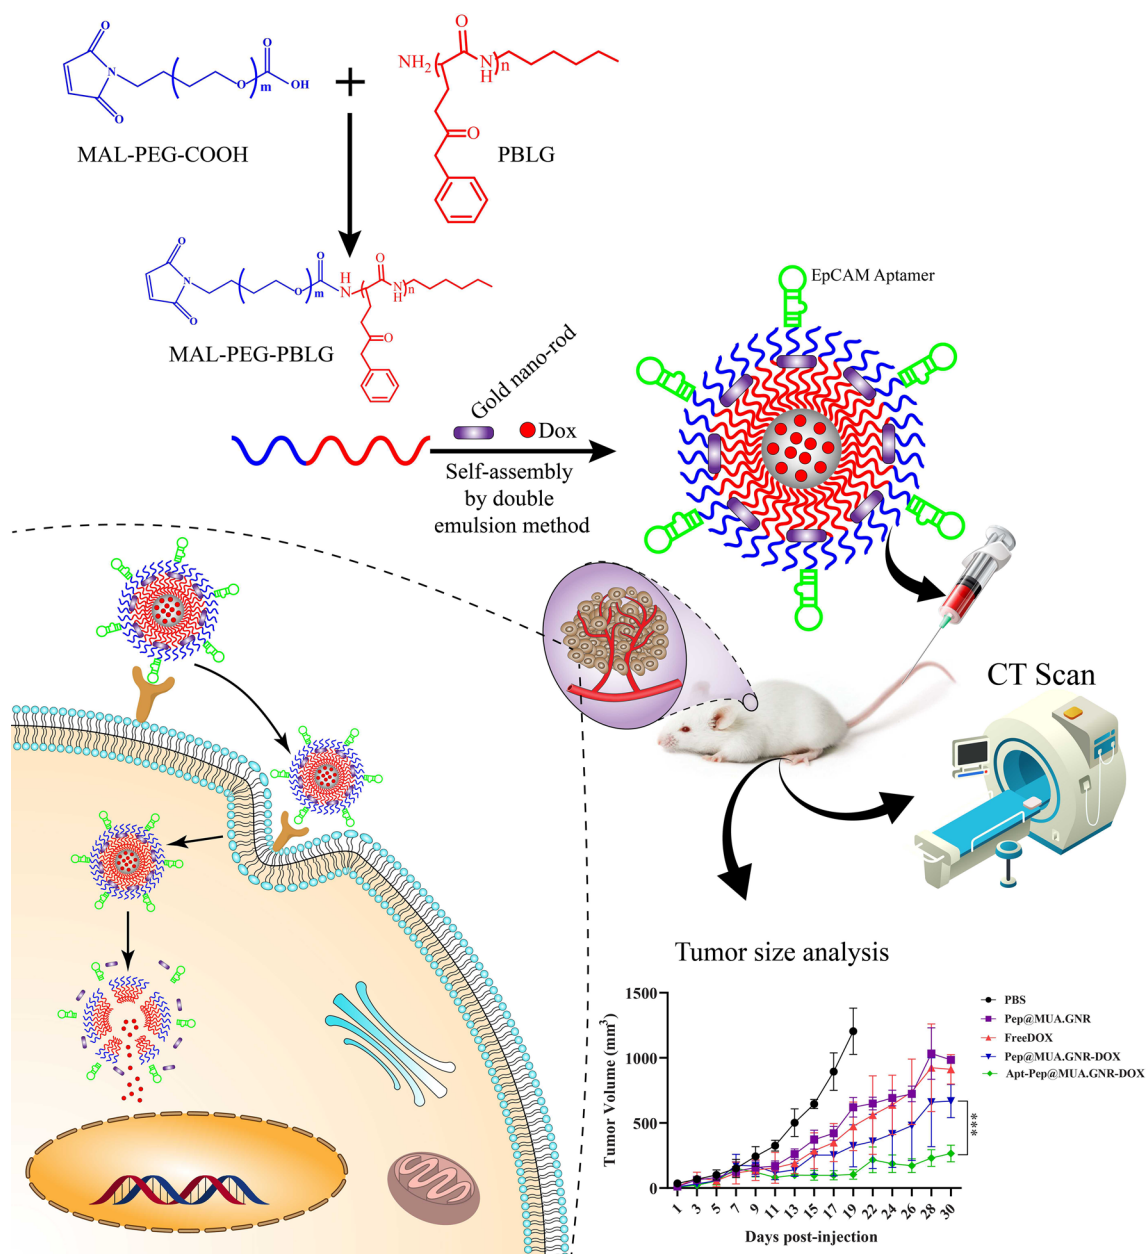 O
N
O
O
O
OH
m
MAL-PEG-COOH
+
NH2
O
N
H
n
O
PBLG
O
N
O
O
O
m
H
N
O
N
H
n
O
MAL-PEG-PBLG
EpCAM Aptamer
Gold nano-rod
Dox
Self-assembly
by double
emulsion method
CT Scan
Tumor size analysis
Tumor Volume (mm3)
1500
1000
500
0
1 3 5 7 9 11 13 15 17 19 22 24 26 28 30
Days post-injection
PBS
Pep@MUA.GNR
FreeDOX
Pep@MUA.GNR-DOX
Apt-Pep@MUA.GNR-DOX
***